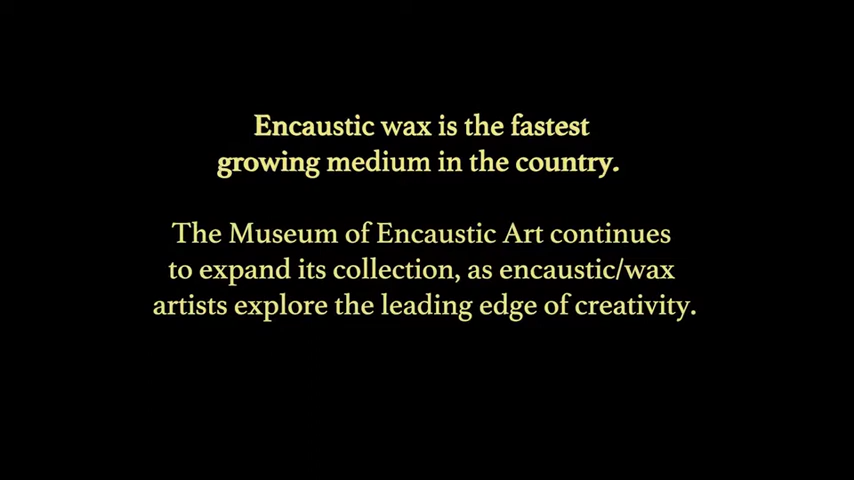 Encaustic wax is the fastest
growing medium in the country.
The Museum of Encaustic Art continues
to expand its collection, as encaustic/wax
artists explore the leading edge of creativity.